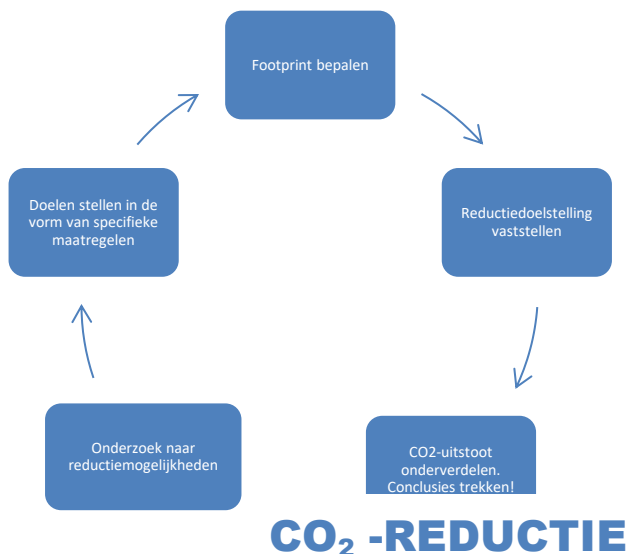 Footprint bepalen
Reductiedoelstelling
vaststellen
CO2-uitstoot
onderverdelen.
Conclusies trekken!
Onderzoek naar
reductiemogelijkheden
Doelen stellen in de
vorm van specifieke
maatregelen
CO₂ -REDUCTIE